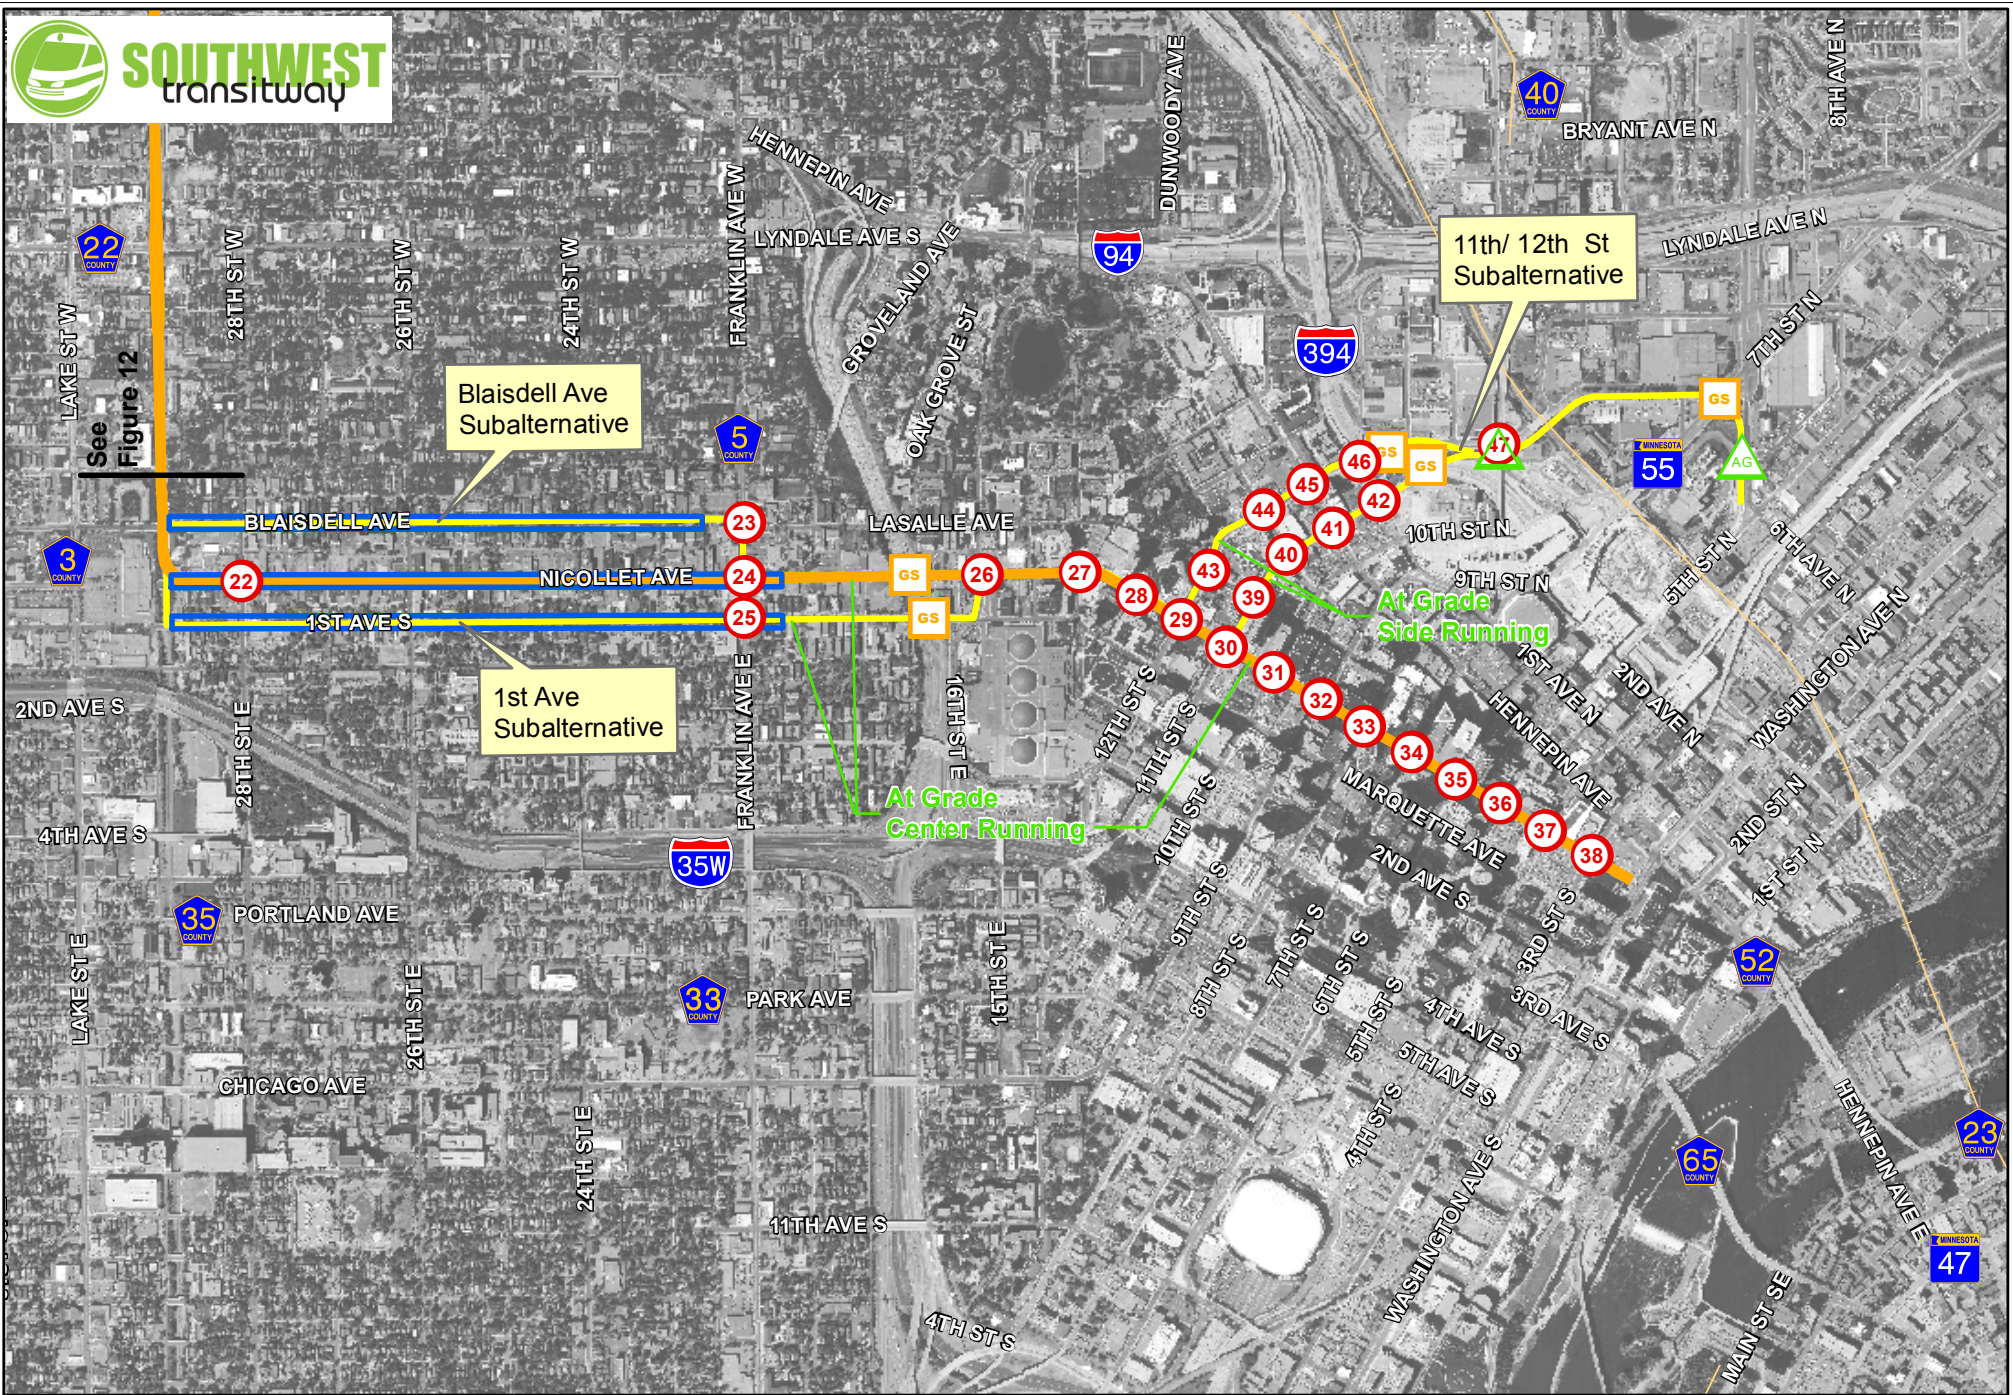 SOUTHWEST
transitway
DUNWOODY AVE
8TH AVE N
40
COUNTY
BRYANT AVE N
HENNEPIN AVE
FRANKLIN AVE W
LYNDALE AVE S
GROVELAND AVE
LYNDALE AVE N
22
COUNTY
94
11th/ 12th St
Subalternative
28TH ST W
26TH ST W
24TH ST W
LAKE ST W
OAK GROVE ST
394
7TH ST N
See
Figure 12
Blaisdell Ave
Subalternative
5
COUNTY
GS
MINNESOTA
55
AG
47
46
GS
GS
45
42
44
41
BLAISDELL AVE
23
LASALLE AVE
10TH ST N
40
3
COUNTY
22
NICOLLET AVE
24
GS
26
27
43
9TH ST N
5TH ST N
6TH AVE N
28
39
At Grade
Side Running
1ST AVE S
25
GS
29
30
31
1ST AVE N
2ND AVE N
WASHINGTON AVE N
1st Ave
Subalternative
2ND AVE S
28TH ST E
FRANKLIN AVE E
16TH ST E
12TH ST S
11TH ST S
10TH ST S
32
33
34
35
36
37
38
HENNEPIN AVE
MARQUETTE AVE
2ND AVE S
At Grade
Center Running
4TH AVE S
35W
2ND ST N
1ST ST N
35
COUNTY
PORTLAND AVE
LAKE ST E
26TH ST E
15TH ST E
9TH ST S
8TH ST S
7TH ST S
6TH ST S
5TH ST S
3RD ST S
52
COUNTY
33
COUNTY
PARK AVE
4TH AVE S
3RD AVE S
5TH AVE S
CHICAGO AVE
24TH ST E
4TH ST S
WASHINGTON AVE S
65
COUNTY
HENNEPIN AVE E
23
COUNTY
11TH AVE S
MINNESOTA
47
4TH ST S
MAIN ST SE